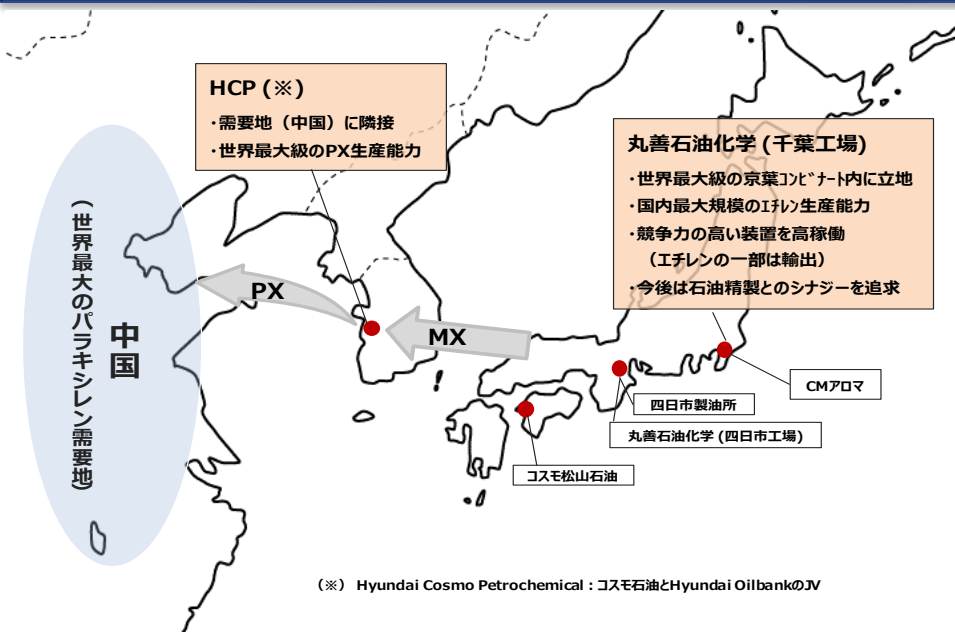 HCP (※)
・需要地（中国）に隣接
・世界最大級のPX生産能力
丸善石油化学 (千葉工場)
・世界最大級の京葉ｺﾝﾋﾞﾅｰﾄ内に立地
・国内最大規模のｴﾁﾚﾝ生産能力
・競争力の高い装置を高稼働
（エチレンの一部は輸出）
・今後は石油精製とのシナジーを追求
中国
（世界最大のパラキシレン需要地）
PX
MX
CMアロマ
四日市製油所
丸善石油化学 (四日市工場)
コスモ松山石油
（※） Hyundai Cosmo Petrochemical：コスモ石油とHyundai OilbankのJV